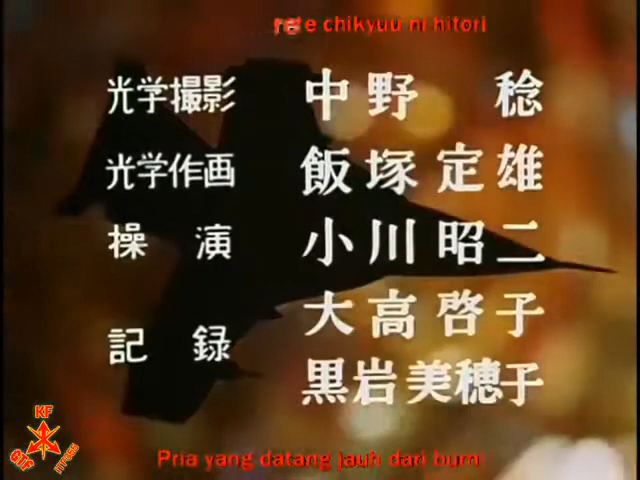 rete chikyuu ni hitori
光学撮影 中野 稔
光学作画 飯塚定雄
操演 小川昭二
記録 大高啓子
黒岩美穂子
KF
Pria yang datang jauh dari bum